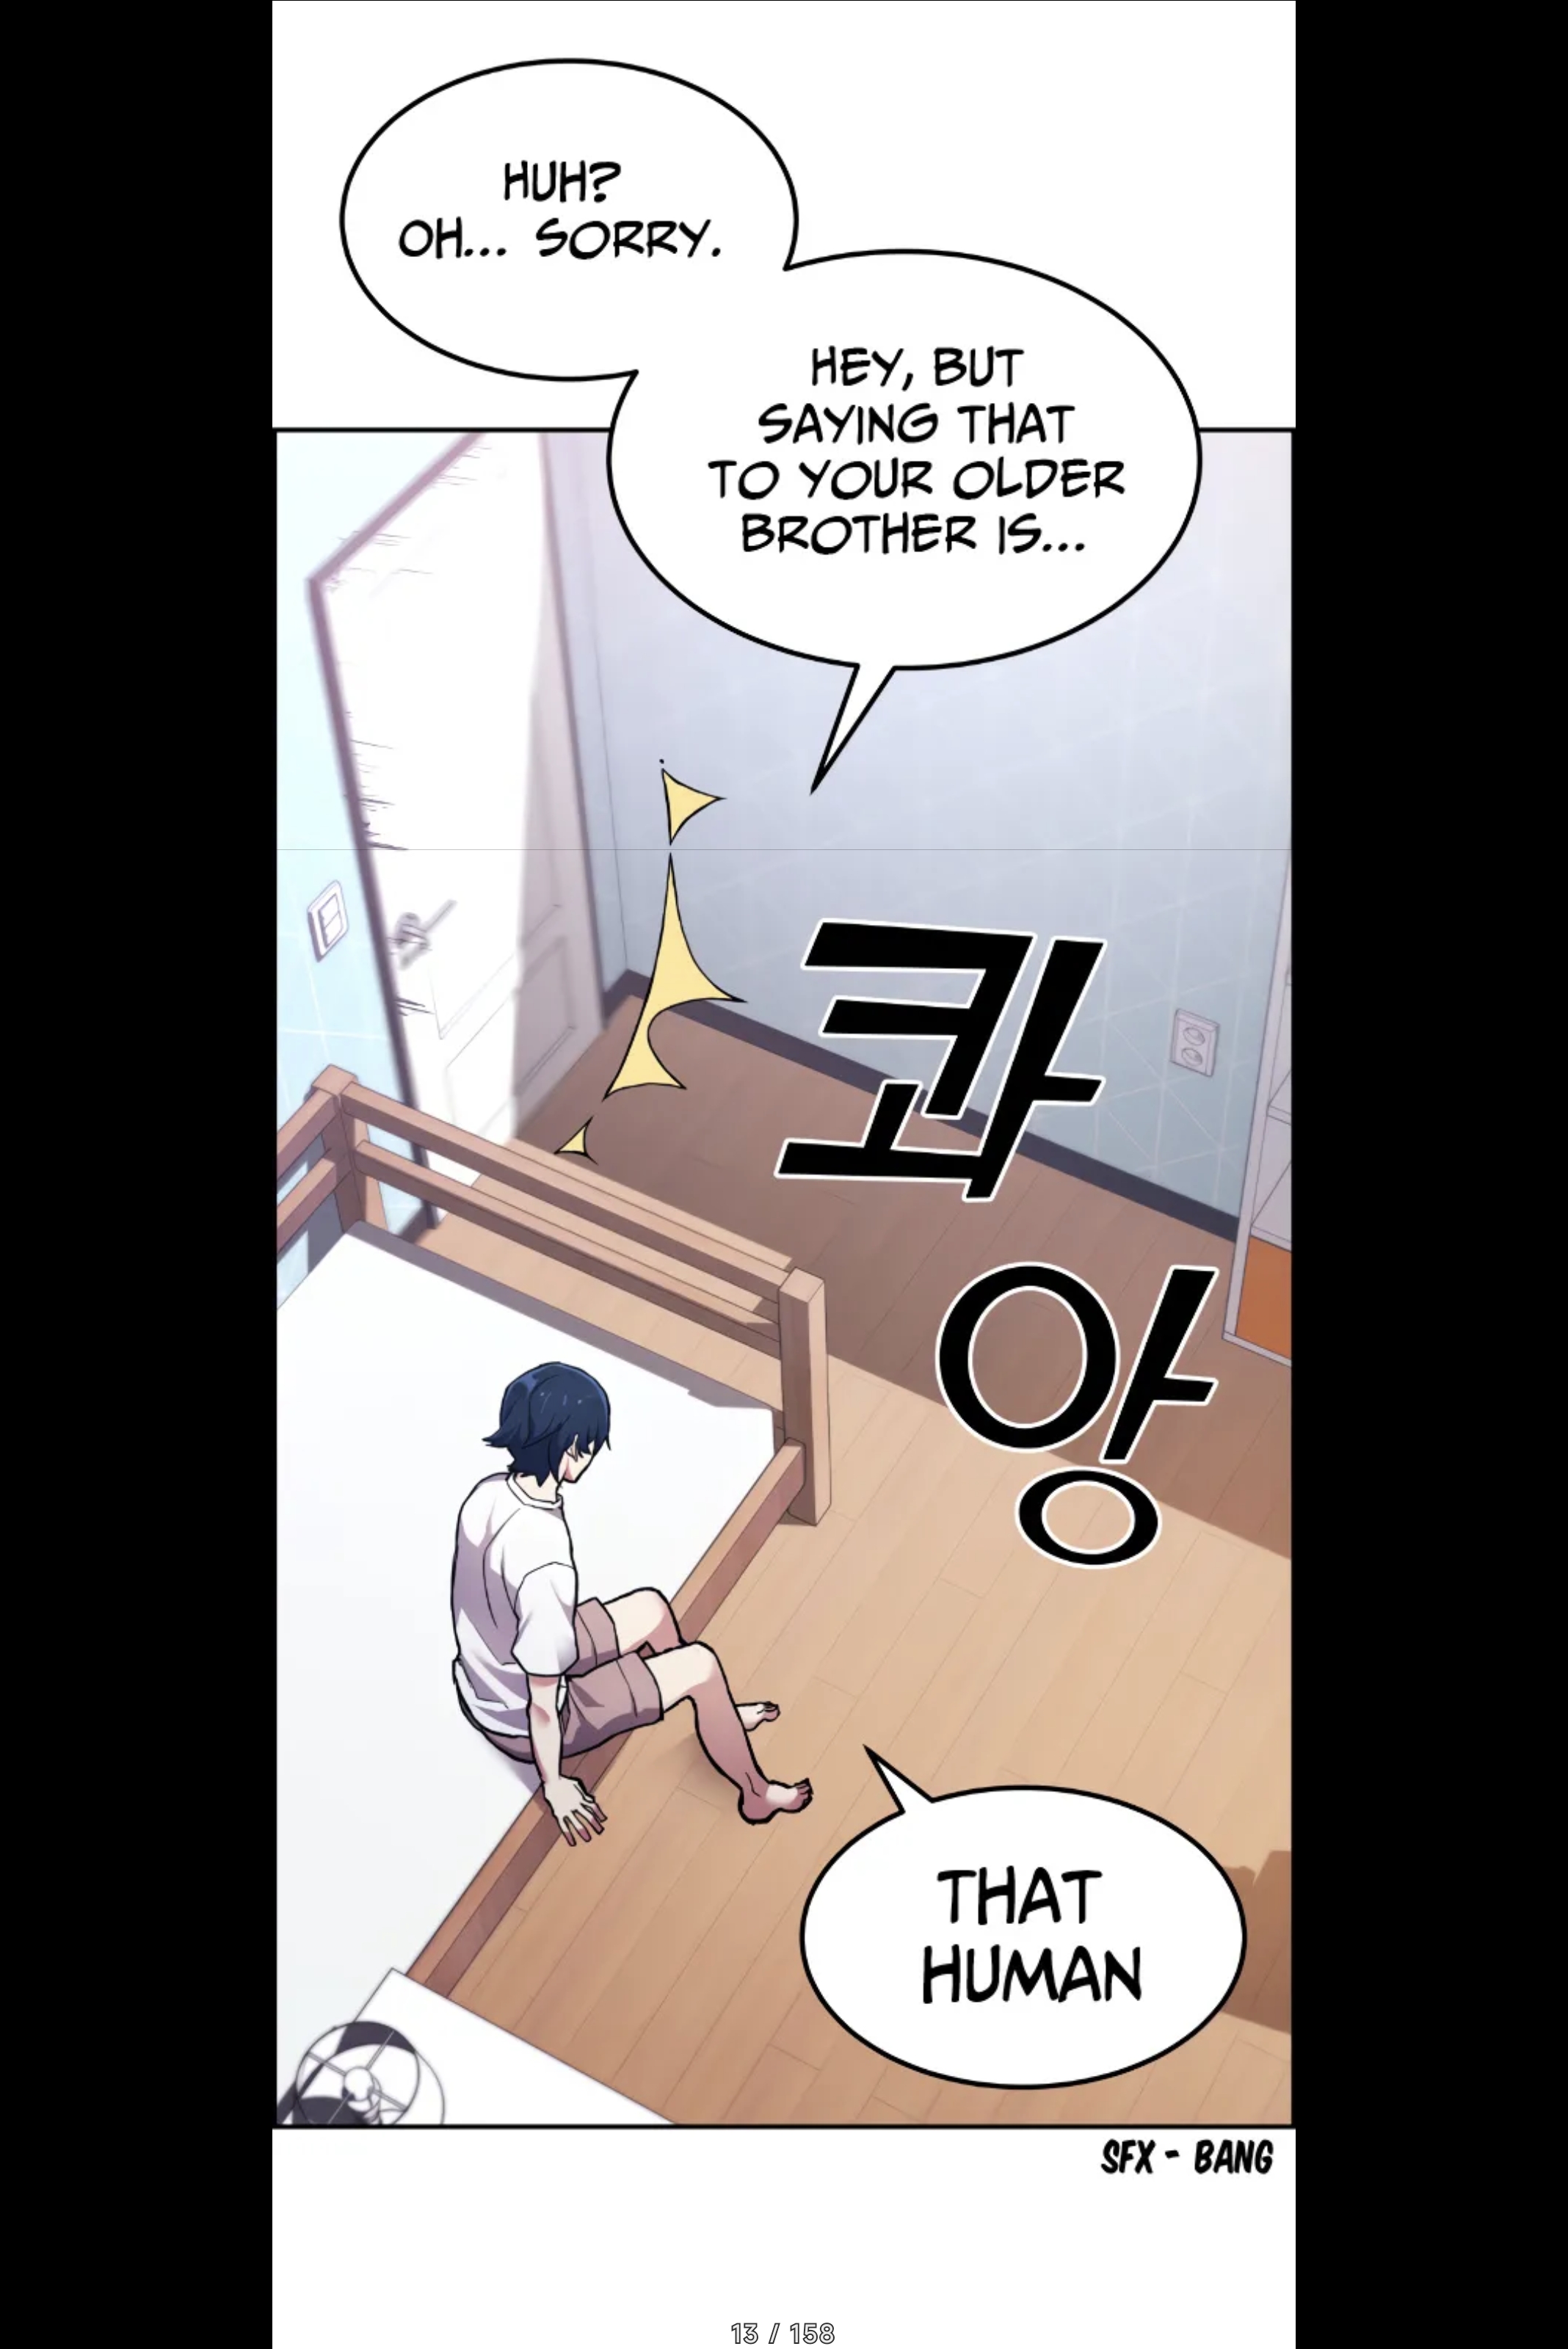 HUH?
OH... SORRY.
HEY, BUT
SAYING THAT
TO YOUR OLDER
BROTHER IS...
콰
앙
THAT
HUMAN
SFX - BANG
13 / 158